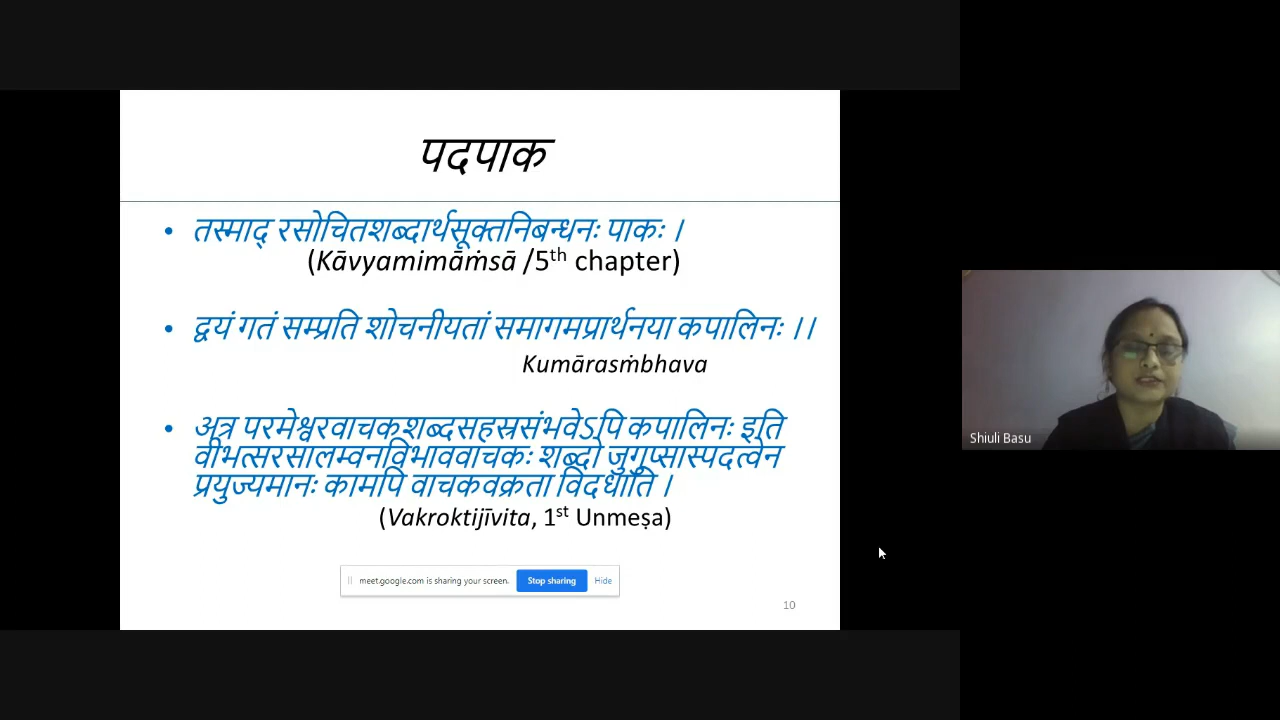 पदपाक
• तस्माद् रसोचितशब्दार्थसूक्तनिबन्धनः पाकः ।
(Kāvyamimāṁsā /5th chapter)
• द्वयं गतं सम्प्रति शोचनीयतां समागमप्रार्थनया कपालिनः ।।
Kumārasṁbhava
• अत्र परमेश्वरवाचकशब्दसहस्रसंभवेऽपि कपालिनः इति
वीभत्सरसालम्वनविभाववाचकः शब्दो जुगुप्सास्पदत्वेन
प्रयुज्यमानः कामपि वाचकवक्रता विदधाति ।
(Vakroktijīvita, 1st Unmeṣa)
meet.google.com is sharing your screen. Stop sharing Hide
10
Shiuli Basu